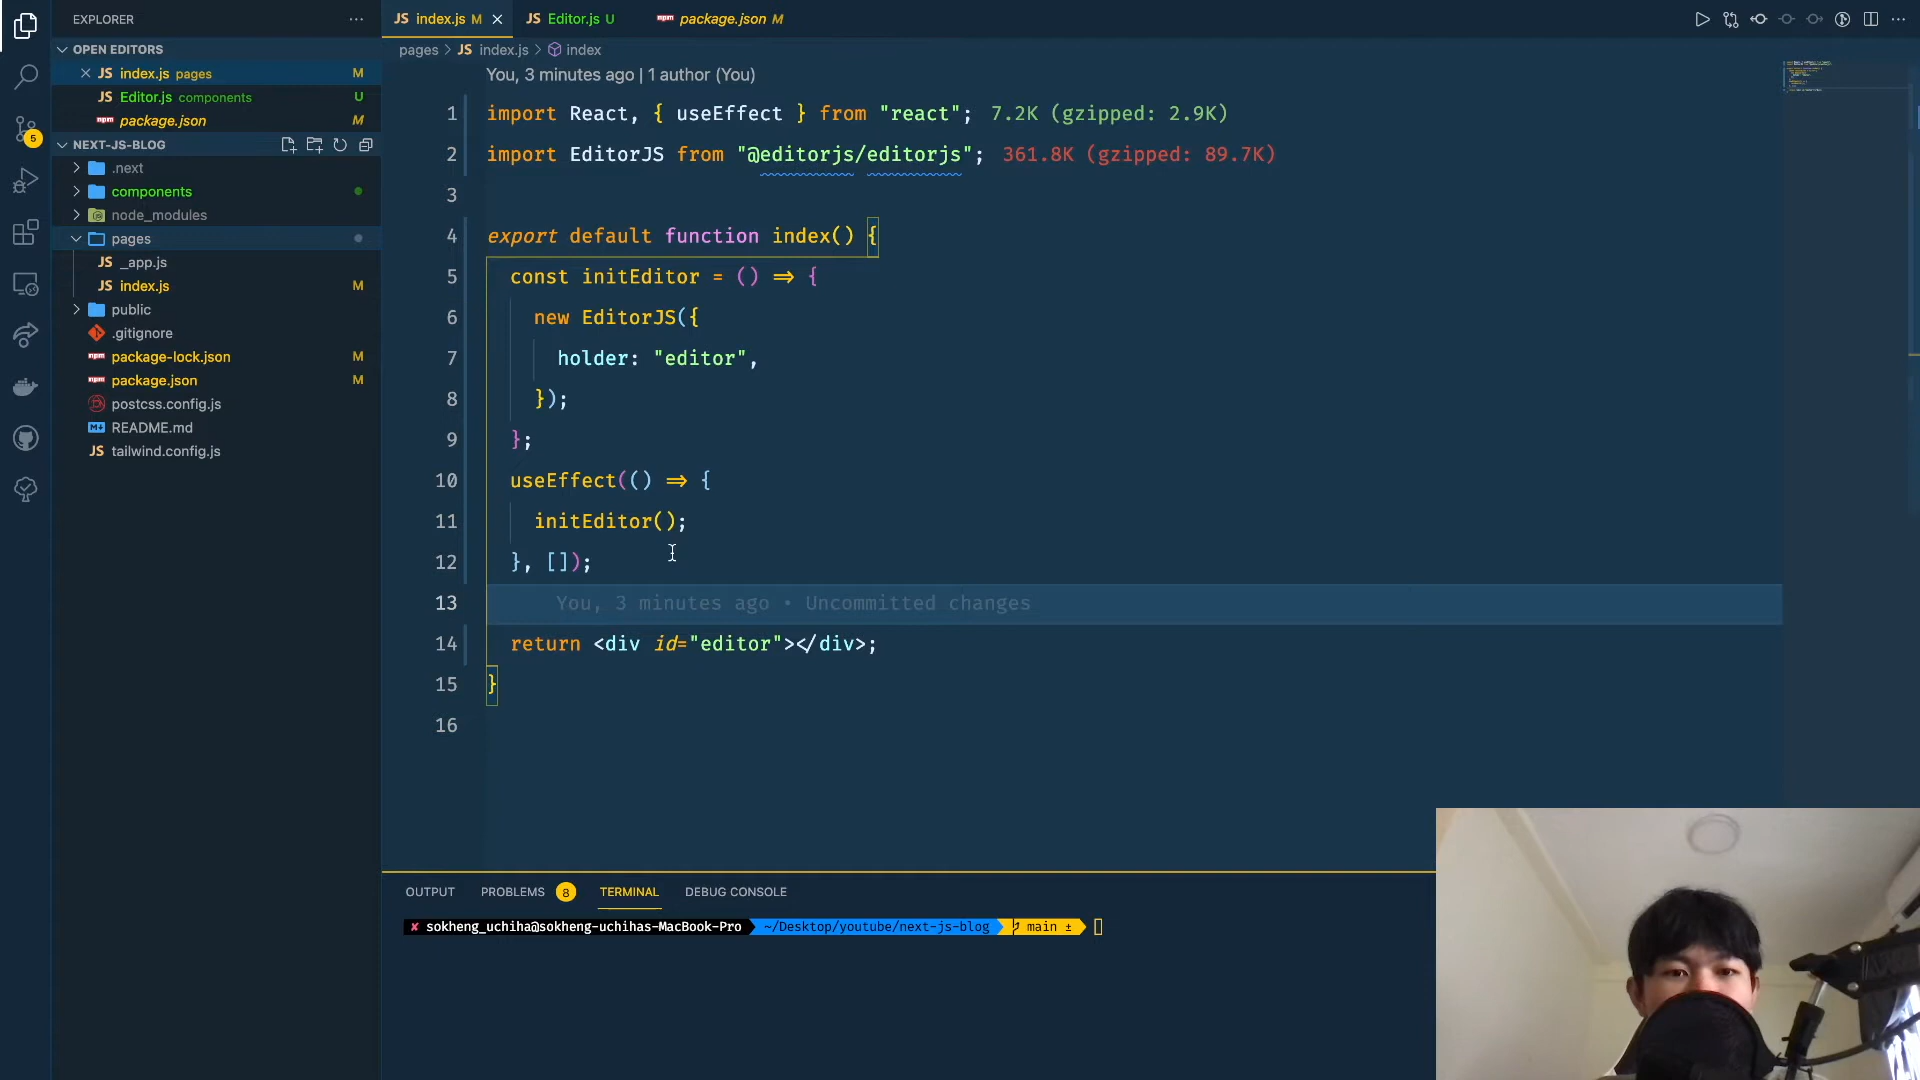 EXPLORER
OPEN EDITORS
JS index.js pages M
JS Editor.js components U
npm package.json M
5
NEXT-JS-BLOG
.next
components
node_modules
pages
JS _app.js
JS index.js M
public
.gitignore
npm package-lock.json M
npm package.json M
postcss.config.js
README.md
JS tailwind.config.js
JS index.js M
JS Editor.js U
npm package.json M
pages > JS index.js > index
You, 3 minutes ago | 1 author (You)
1 import React, { useEffect } from "react"; 7.2K (gzipped: 2.9K)
2 import EditorJS from "@editorjs/editorjs"; 361.8K (gzipped: 89.7K)
3
4 export default function index() {
5 const initEditor = () => {
6 new EditorJS({
7 holder: "editor",
8 });
9 };
10 useEffect(() => {
11 initEditor();
12 }, []);
13 You, 3 minutes ago • Uncommitted changes
14 return <div id="editor"></div>;
15 }
16
OUTPUT PROBLEMS 8 TERMINAL DEBUG CONSOLE
✘ sokheng_uchiha@sokheng-uchihas-MacBook-Pro ~/Desktop/youtube/next-js-blog main ±